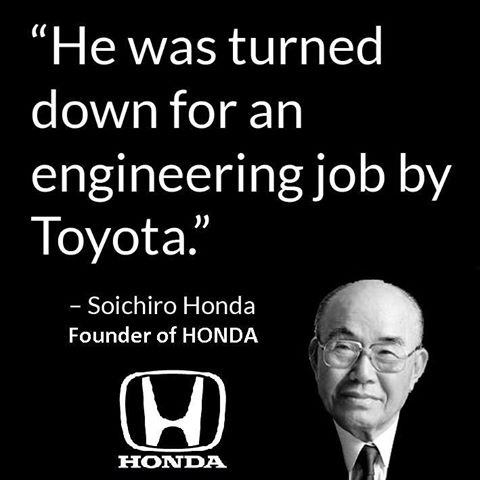 “He was turned
down for an
engineering job by
Toyota.”
– Soichiro Honda
Founder of HONDA
HONDA